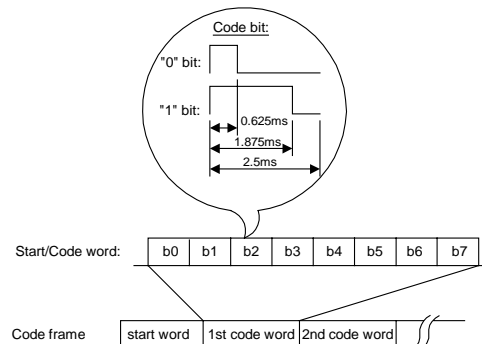 Code bit:
"0" bit:
"1" bit:
0.625ms
1.875ms
2.5ms
Start/Code word: b0 b1 b2 b3 b4 b5 b6 b7
Code frame start word 1st code word 2nd code word